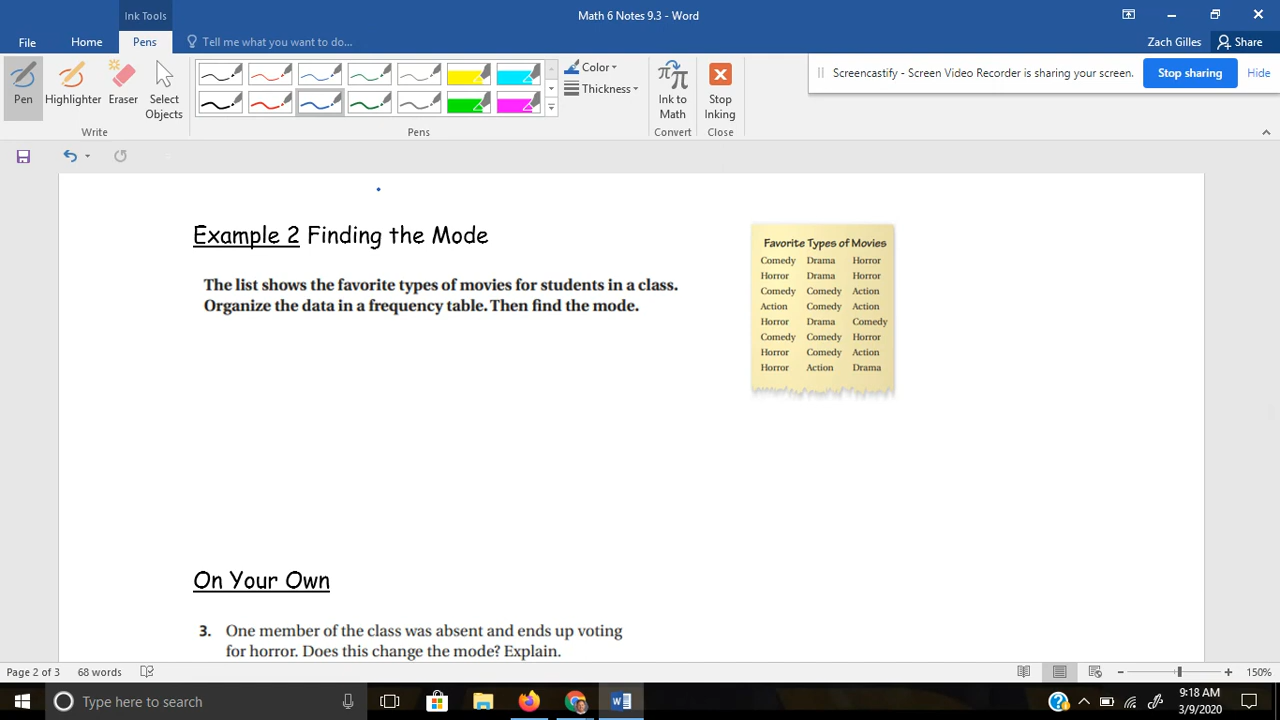 Ink Tools
Math 6 Notes 9.3 - Word
File Home Pens Tell me what you want to do... Zach Gilles Share
Screencastify - Screen Video Recorder is sharing your screen. Stop sharing Hide
Pen Highlighter Eraser Select Objects
Color
Thickness
Ink to Math
Stop Inking
Write Pens Convert Close
Example 2 Finding the Mode
The list shows the favorite types of movies for students in a class.
Organize the data in a frequency table. Then find the mode.
Favorite Types of Movies
Comedy Drama Horror
Horror Drama Horror
Comedy Comedy Action
Action Comedy Action
Horror Drama Comedy
Comedy Comedy Horror
Horror Comedy Action
Horror Action Drama
On Your Own
3. One member of the class was absent and ends up voting
for horror. Does this change the mode? Explain.
Page 2 of 3 68 words 150%
Type here to search
9:18 AM
3/9/2020